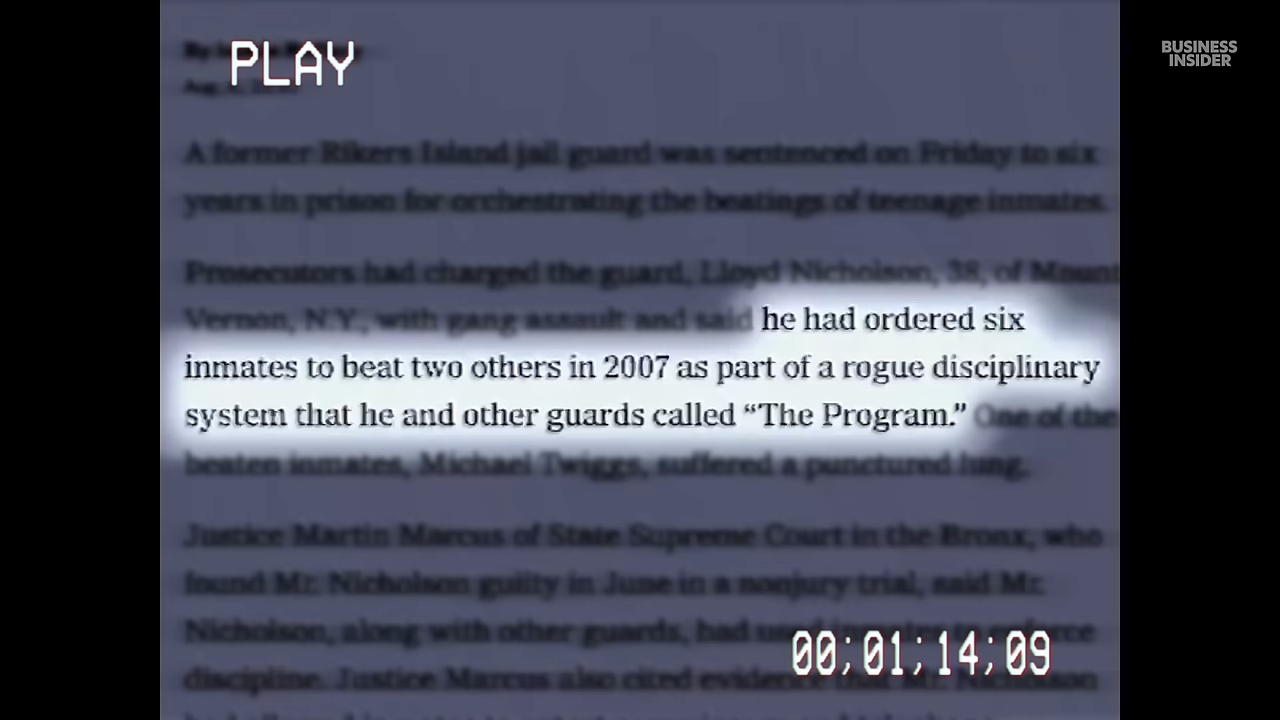 PLAY
BUSINESS
INSIDER
A former Rikers Island jail guard was sentenced on Friday to six
years in prison for orchestrating the beatings of teenage inmates.
Prosecutors had charged the guard, Lloyd Nicholson, 38, of Mount
Vernon, N.Y., with gang assault and said he had ordered six
inmates to beat two others in 2007 as part of a rogue disciplinary
system that he and other guards called “The Program.” One of the
beaten inmates, Michael Twiggs, suffered a punctured lung.
Justice Martin Marcus of State Supreme Court in the Bronx, who
found Mr. Nicholson guilty in June in a nonjury trial, said Mr.
Nicholson, along with other guards, had used inmates to enforce
discipline. Justice Marcus also cited evidence that Mr. Nicholson
00;01;14;09